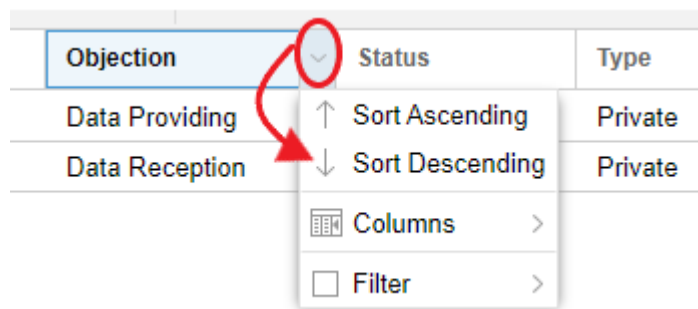 Objection Status Type
Data Providing Sort Ascending Private
Data Reception Sort Descending Private
Columns
Filter